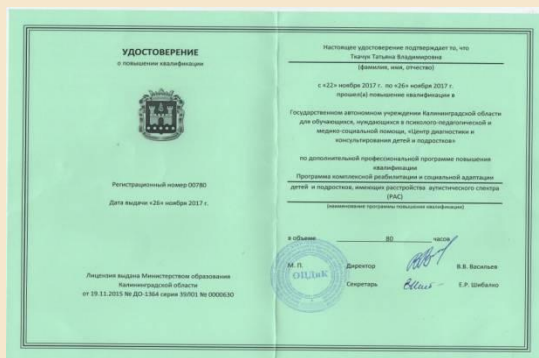 УДОСТОВЕРЕНИЕ
о повышении квалификации
Регистрационный номер 00780
Дата выдачи «26» ноября 2017 г.
Лицензия выдана Министерством образования
Калининградской области
от 19.11.2015 № ДО-1364 серия 39Л01 № 0000630
Настоящее удостоверение подтверждает то, что
Ткачук Татьяна Владимировна
(фамилия, имя, отчество)
с «22» ноября 2017 г. по «26» ноября 2017 г.
прошел(а) повышение квалификации в
Государственном автономном учреждении Калининградской области
для обучающихся, нуждающихся в психолого-педагогической и
медико-социальной помощи, «Центр диагностики и
консультирования детей и подростков»
по дополнительной профессиональной программе повышение
квалификации
Программа комплексной реабилитации и социальной адаптации
детей и подростков, имеющих расстройства аутистического спектра
(РАС)
(наименование программы повышения квалификации)
в объеме 80 часов
М. П. Директор В.В. Васильев
ОЦДиК
Секретарь Е.Р. Шибалко